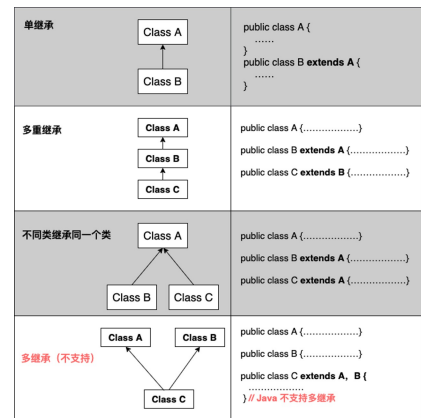 单继承
Class A
Class B
public class A {
......
}
public class B extends A {
......
}
多重继承
Class A
Class B
Class C
public class A {..................}
public class B extends A {..................}
public class C extends B {..................}
不同类继承同一个类
Class A
Class B
Class C
public class A {..................}
public class B extends A {..................}
public class C extends A {..................}
多继承（不支持）
Class A
Class B
Class C
public class A {..................}
public class B {..................}
public class C extends A，B {
..................
} // Java 不支持多继承